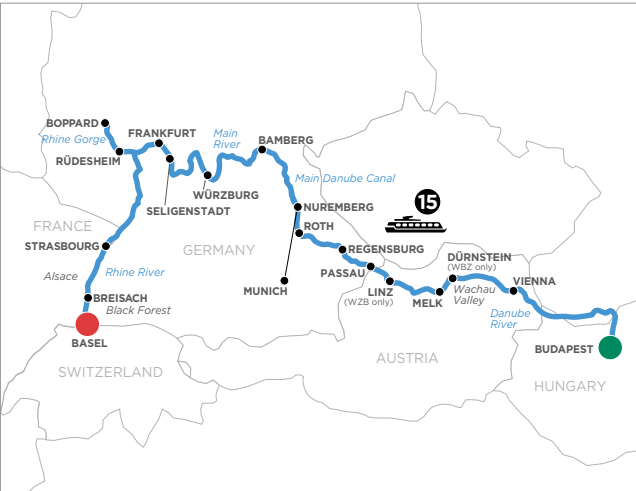 BOPPARD
Rhine Gorge
RÜDESHEIM
FRANKFURT
Main
River
BAMBERG
WÜRZBURG
SELIGENSTADT
Main Danube Canal
NUREMBERG
15
ROTH
FRANCE
STRASBOURG
GERMANY
REGENSBURG
Alsace
Rhine River
PASSAU
DÜRNSTEIN
(WBZ only)
MUNICH
LINZ
(WZB only)
MELK
Wachau
Valley
VIENNA
BREISACH
Black Forest
Danube
River
BASEL
BUDAPEST
SWITZERLAND
AUSTRIA
HUNGARY